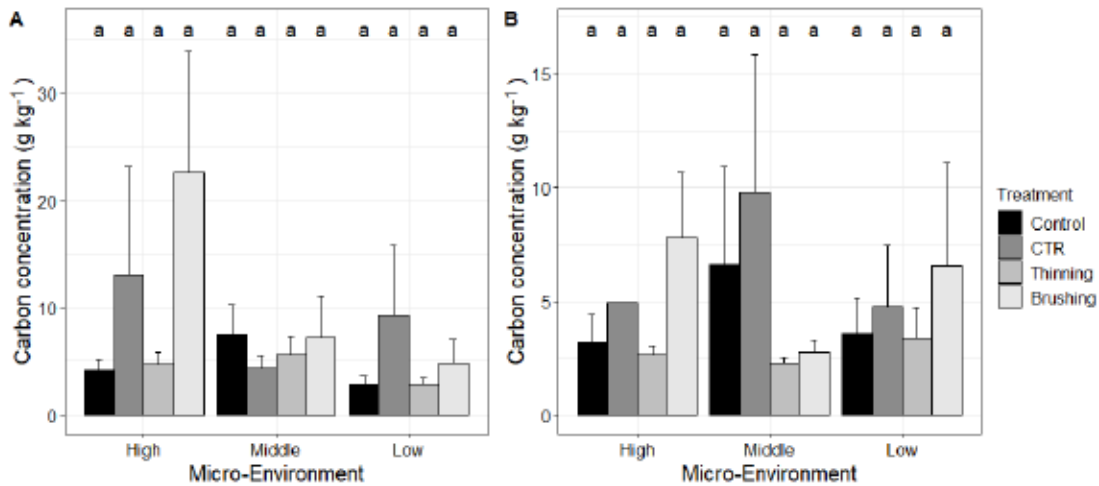 A
a a a a a a a a a a a a
Carbon concentration (g kg⁻¹)
30
20
10
0
High Middle Low
Micro-Environment
B
a a a a a a a a a a a a
Carbon concentration (g kg⁻¹)
15
10
5
0
High Middle Low
Micro-Environment
Treatment
Control
CTR
Thinning
Brushing